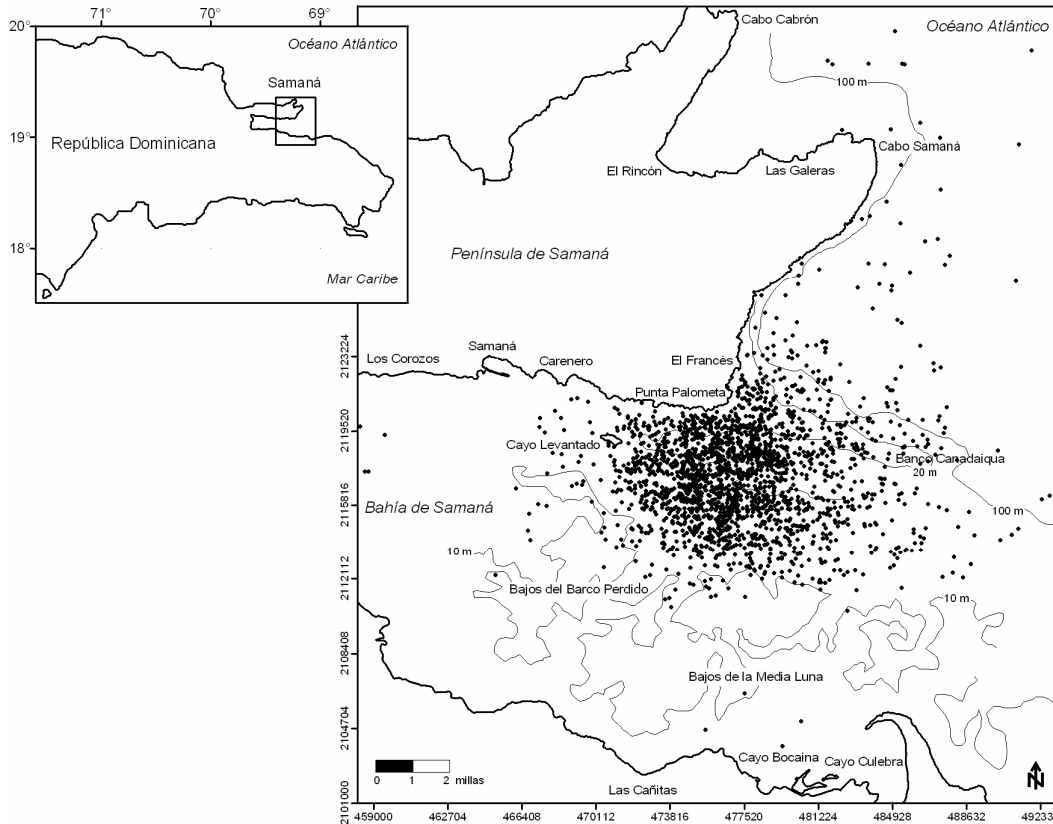 20°
71°
70°
69°
Océano Atlántico
Samaná
República Dominicana
19°
18°
Mar Caribe
Cabo Cabrón
Océano Atlántico
100 m
Cabo Samaná
El Rincón
Las Galeras
Península de Samaná
Samaná
Los Corozos
Carenero
El Francés
Punta Palometa
Cayo Levantado
Banco Canadaiqua
20 m
100 m
Bahía de Samaná
10 m
Bajos del Barco Perdido
10 m
Bajos de la Media Luna
Cayo Bocaina
Cayo Culebra
Las Cañitas
0 1 2 millas
N
2123224
2119520
2115816
2112112
2108408
2104704
2101000
459000 462704 466408 470112 473816 477520 481224 484928 488632 49233